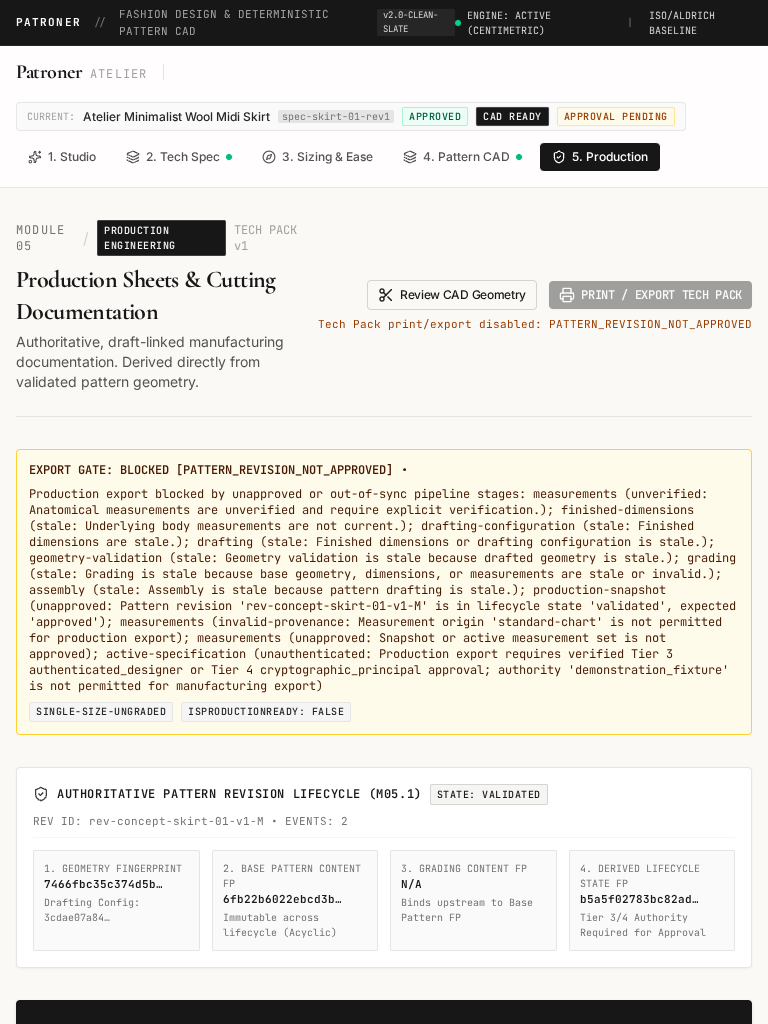 PATRONER // FASHION DESIGN & DETERMINISTIC PATTERN CAD v2.0-CLEAN-SLATE ENGINE: ACTIVE (CENTIMETRIC) | ISO/ALDRICH BASELINE
Patroner ATELIER
CURRENT: Atelier Minimalist Wool Midi Skirt spec-skirt-01-rev1 APPROVED CAD READY APPROVAL PENDING
1. Studio 2. Tech Spec 3. Sizing & Ease 4. Pattern CAD 5. Production
MODULE 05 / PRODUCTION ENGINEERING TECH PACK v1
Production Sheets & Cutting
Documentation
Authoritative, draft-linked manufacturing
documentation. Derived directly from
validated pattern geometry.
Review CAD Geometry PRINT / EXPORT TECH PACK
Tech Pack print/export disabled: PATTERN_REVISION_NOT_APPROVED
EXPORT GATE: BLOCKED [PATTERN_REVISION_NOT_APPROVED] •
Production export blocked by unapproved or out-of-sync pipeline stages: measurements (unverified:
Anatomical measurements are unverified and require explicit verification.); finished-dimensions
(stale: Underlying body measurements are not current.); drafting-configuration (stale: Finished
dimensions are stale.); drafting (stale: Finished dimensions or drafting configuration is stale.);
geometry-validation (stale: Geometry validation is stale because drafted geometry is stale.); grading
(stale: Grading is stale because base geometry, dimensions, or measurements are stale or invalid.);
assembly (stale: Assembly is stale because pattern drafting is stale.); production-snapshot
(unapproved: Pattern revision 'rev-concept-skirt-01-v1-M' is in lifecycle state 'validated', expected
'approved'); measurements (invalid-provenance: Measurement origin 'standard-chart' is not permitted
for production export); measurements (unapproved: Snapshot or active measurement set is not
approved); active-specification (unauthenticated: Production export requires verified Tier 3
authenticated_designer or Tier 4 cryptographic_principal approval; authority 'demonstration_fixture'
is not permitted for manufacturing export)
SINGLE-SIZE-UNGRADED ISPRODUCTIONREADY: FALSE
AUTHORITATIVE PATTERN REVISION LIFECYCLE (M05.1) STATE: VALIDATED
REV ID: rev-concept-skirt-01-v1-M • EVENTS: 2
1. GEOMETRY FINGERPRINT
7466fbc35c374d5b…
Drafting Config:
3cdae07a84…
2. BASE PATTERN CONTENT
FP
6fb22b6022ebcd3b…
Immutable across
lifecycle (Acyclic)
3. GRADING CONTENT FP
N/A
Binds upstream to Base
Pattern FP
4. DERIVED LIFECYCLE
STATE FP
b5a5f02783bc82ad…
Tier 3/4 Authority
Required for Approval